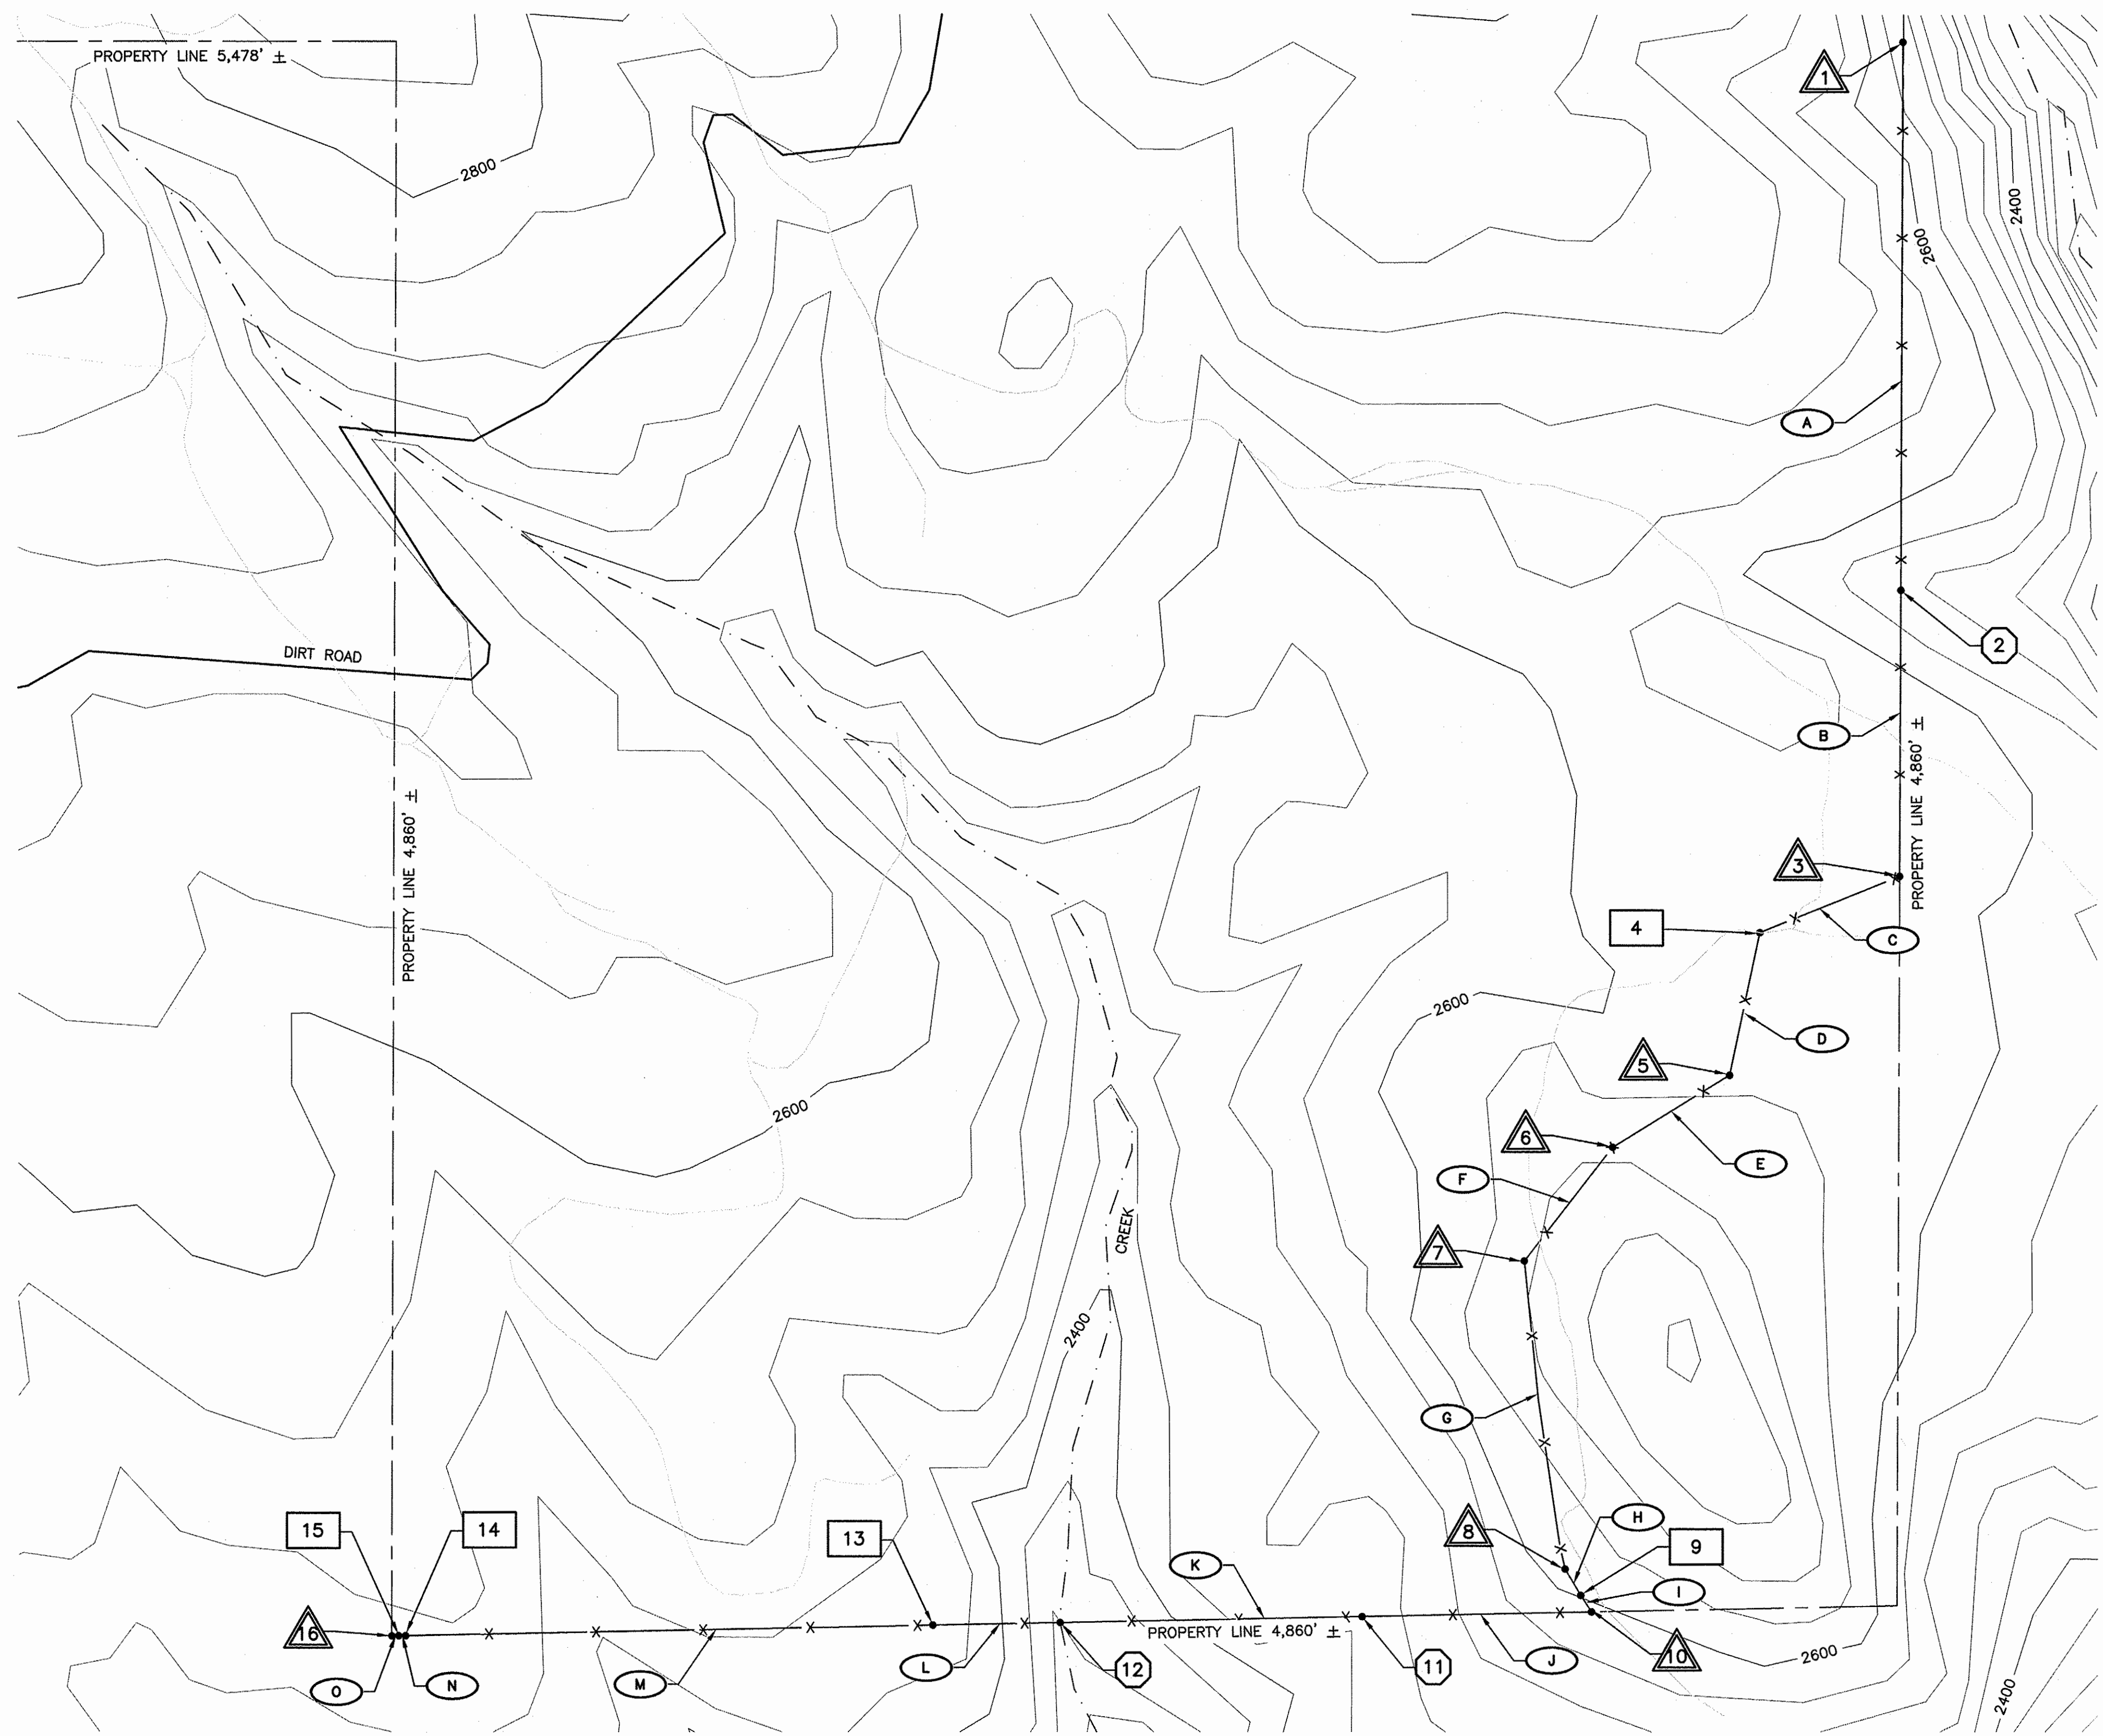 PROPERTY LINE 5,478' ±
1
2800
2400
2600
A
2
DIRT ROAD
B
PROPERTY LINE 4,860' ±
PROPERTY LINE 4,860' ±
3
4
C
2600
D
5
2600
6
E
F
CREEK
7
2400
G
15
14
13
8
H
9
K
I
16
PROPERTY LINE 4,860' ±
O
N
M
L
12
11
J
10
2600
2400